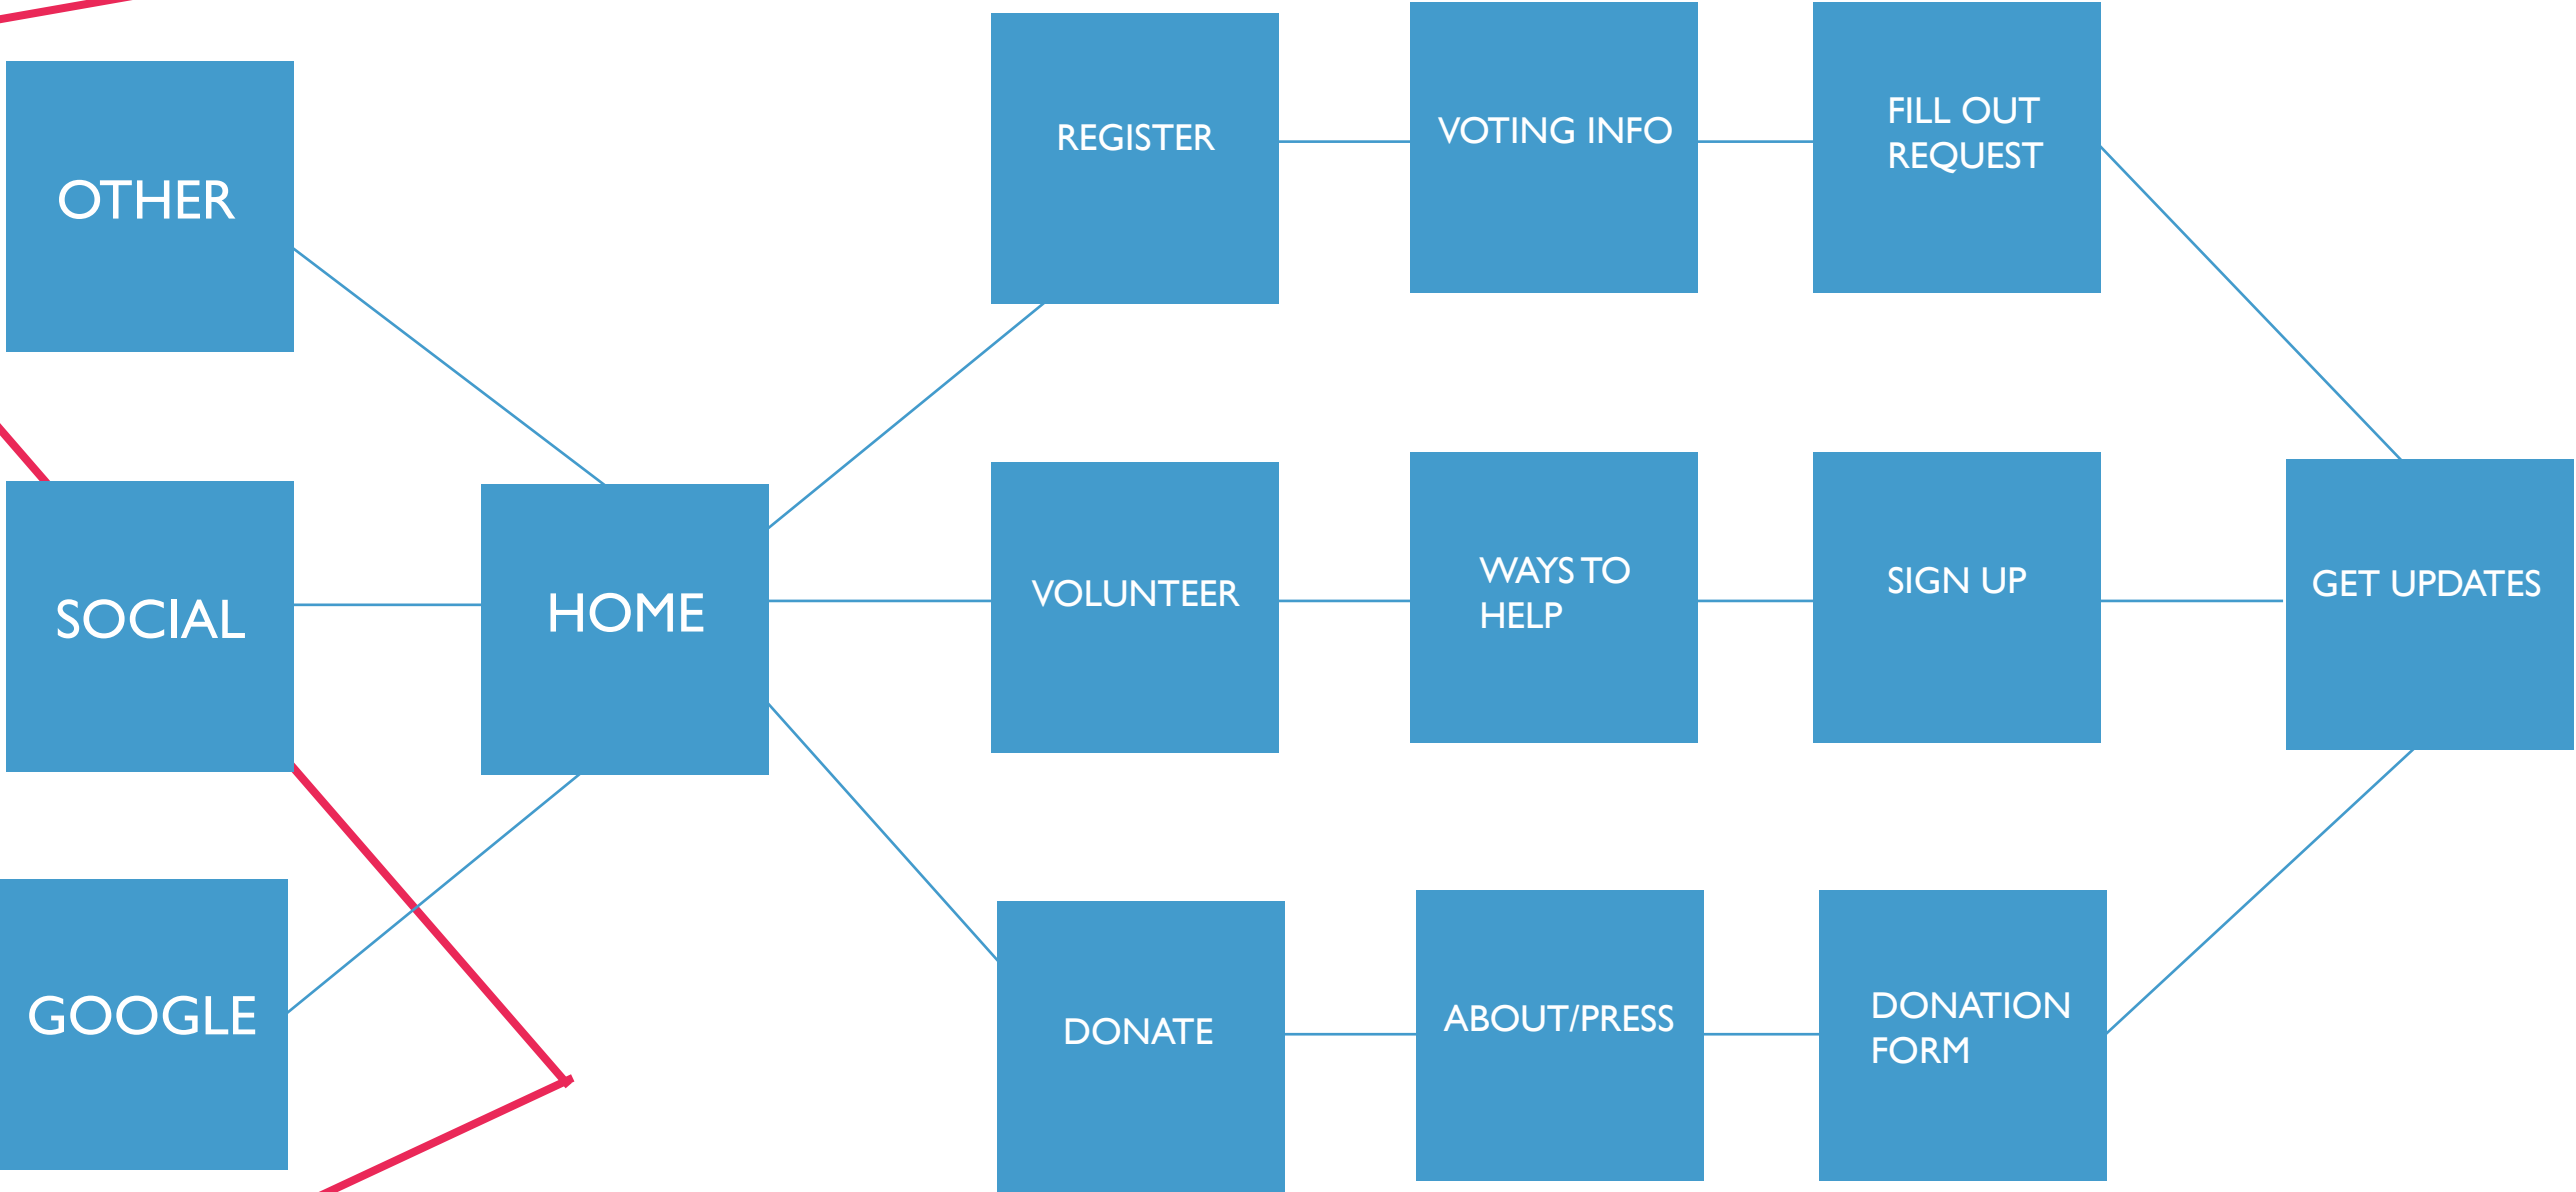 OTHER
SOCIAL
GOOGLE
HOME
REGISTER
VOTING INFO
FILL OUT
REQUEST
VOLUNTEER
WAYS TO
HELP
SIGN UP
DONATE
ABOUT/PRESS
DONATION
FORM
GET UPDATES